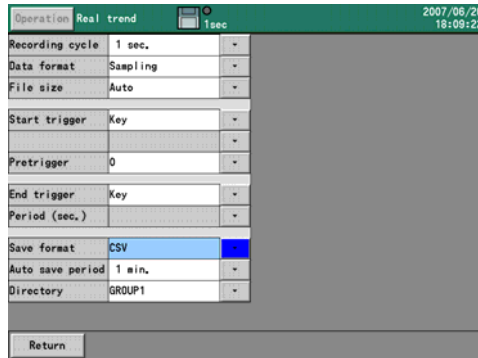 Operation Real trend 1sec 2007/06/20
18:09:22
Recording cycle 1 sec.
Data format Sampling
File size Auto
Start trigger Key
Pretrigger 0
End trigger Key
Period (sec.)
Save format CSV
Auto save period 1 min.
Directory GROUP1
Return